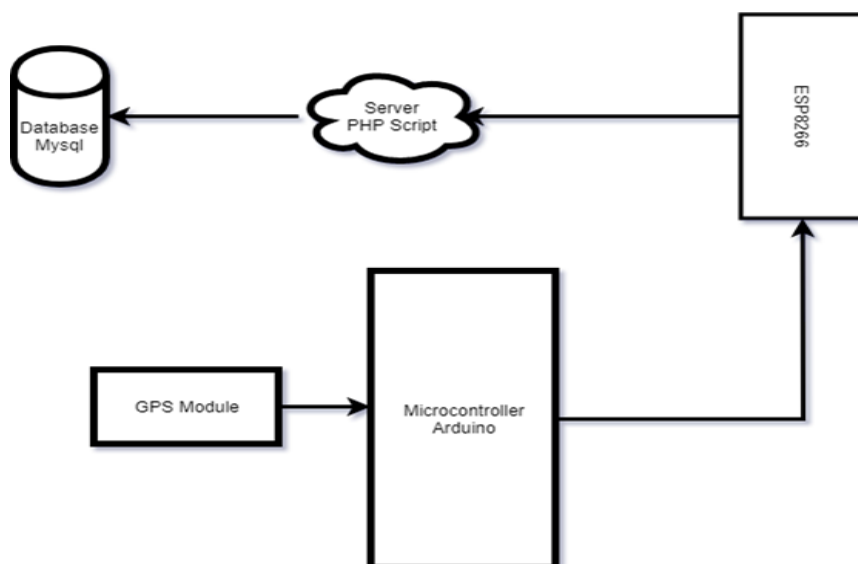 Database
Mysql
Server
PHP Script
ESP8266
GPS Module
Microcontroller
Arduino